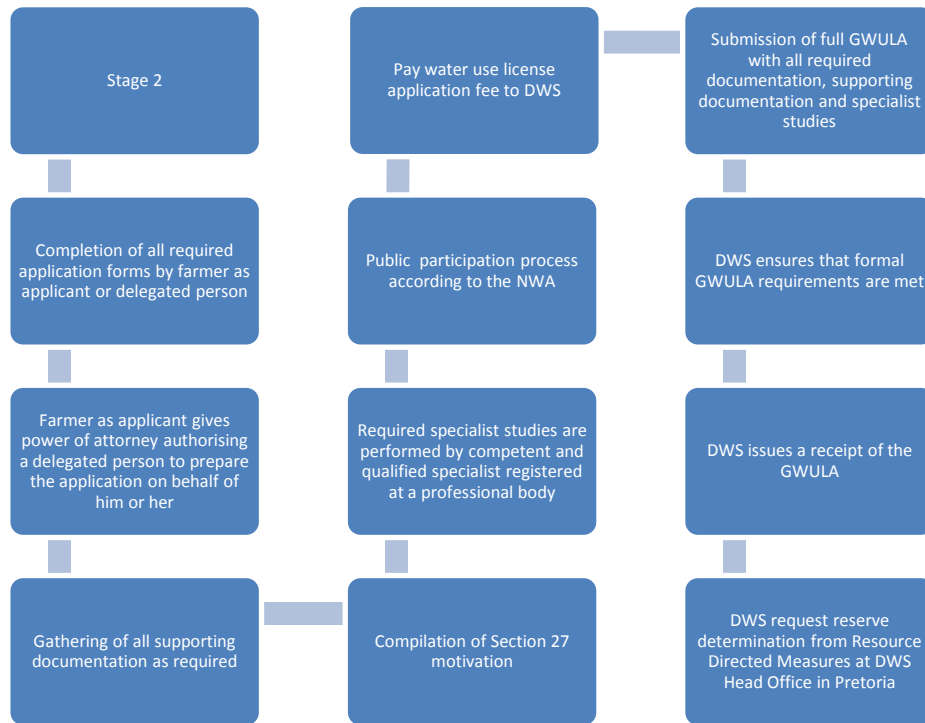 Stage 2
Completion of all required
application forms by farmer as
applicant or delegated person
Farmer as applicant gives
power of attorney authorising
a delegated person to prepare
the application on behalf of
him or her
Gathering of all supporting
documentation as required
Compilation of Section 27
motivation
Required specialist studies are
performed by competent and
qualified specialist registered
at a professional body
Public participation process
according to the NWA
Pay water use license
application fee to DWS
Submission of full GWULA
with all required
documentation, supporting
documentation and specialist
studies
DWS ensures that formal
GWULA requirements are met
DWS issues a receipt of the
GWULA
DWS request reserve
determination from Resource
Directed Measures at DWS
Head Office in Pretoria